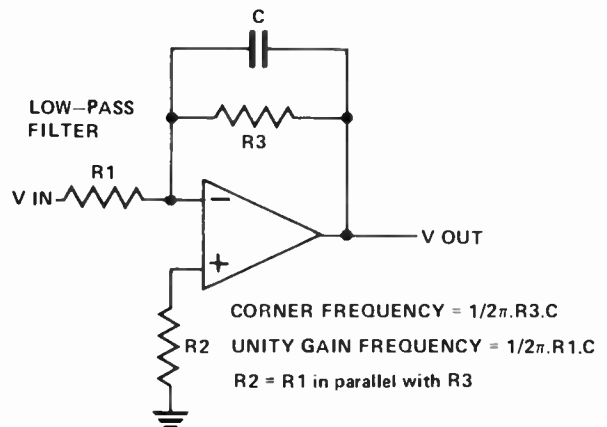 C
LOW-PASS
FILTER
R3
R1
V IN
-
+
V OUT
CORNER FREQUENCY = 1/2π.R3.C
R2
UNITY GAIN FREQUENCY = 1/2π.R1.C
R2 = R1 in parallel with R3